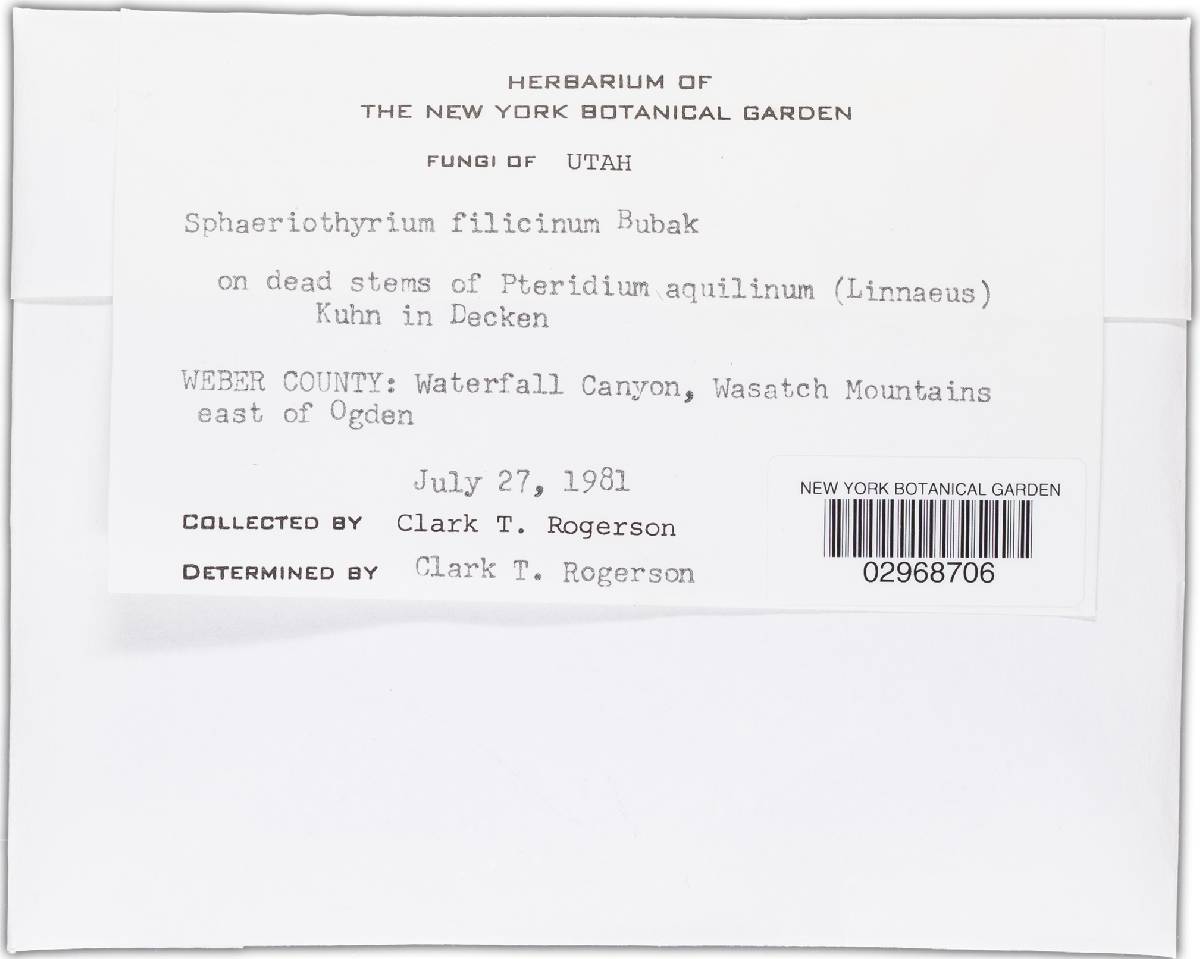 HERBARIUM OF
THE NEW YORK BOTANICAL GARDEN
FUNGI OF UTAH
Sphaeriothyrium filicinum Bubak
on dead stems of Pteridium aquilinum (Linnaeus)
Kuhn in Decken
WEBER COUNTY: Waterfall Canyon, Wasatch Mountains
east of Ogden
July 27, 1981
COLLECTED BY Clark T. Rogerson
DETERMINED BY Clark T. Rogerson
NEW YORK BOTANICAL GARDEN
02968706